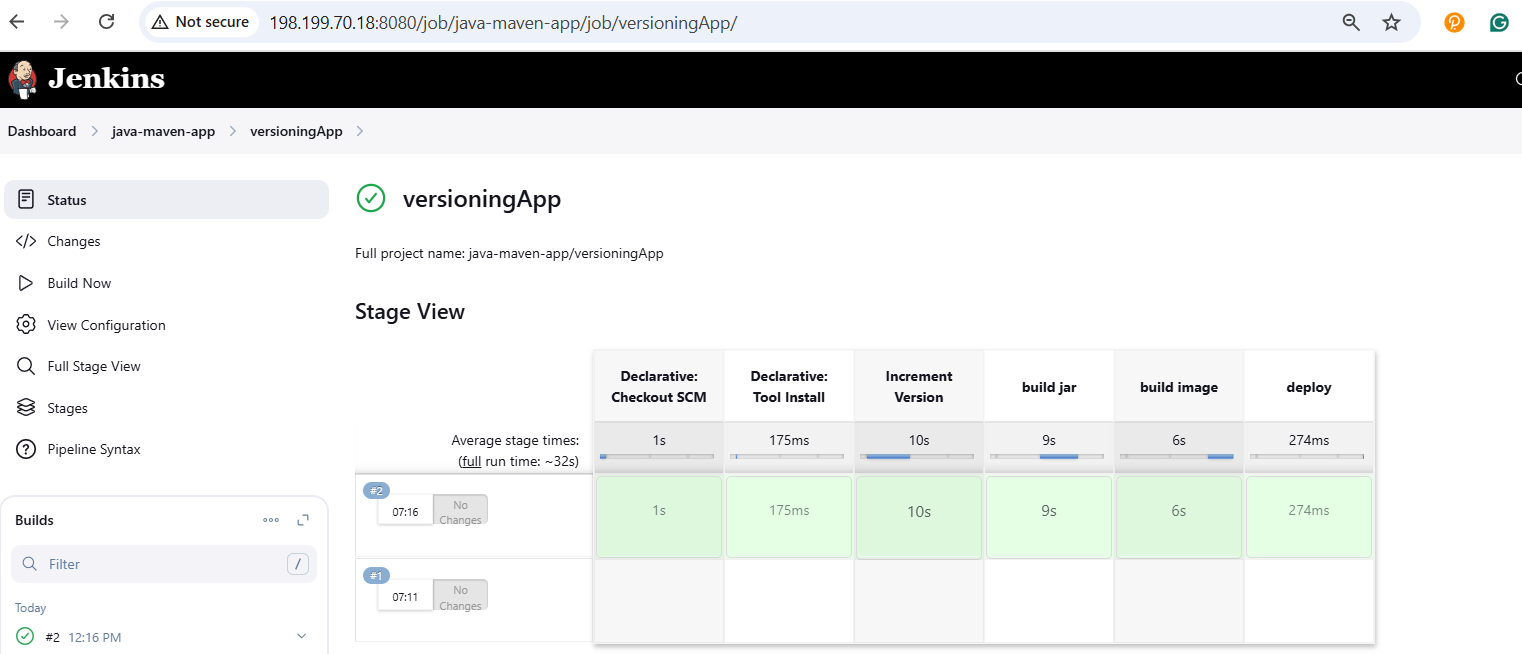 Not secure
198.199.70.18:8080/job/java-maven-app/job/versioningApp/
Jenkins
Dashboard
java-maven-app
versioningApp
Status
Changes
Build Now
View Configuration
Full Stage View
Stages
Pipeline Syntax
Builds
Filter
/
Today
#2 12:16 PM
versioningApp
Full project name: java-maven-app/versioningApp
Stage View
Declarative:
Checkout SCM
Declarative:
Tool Install
Increment
Version
build jar
build image
deploy
Average stage times:
(full run time: ~32s)
1s
175ms
10s
9s
6s
274ms
#2
07:16
No
Changes
1s
175ms
10s
9s
6s
274ms
#1
07:11
No
Changes